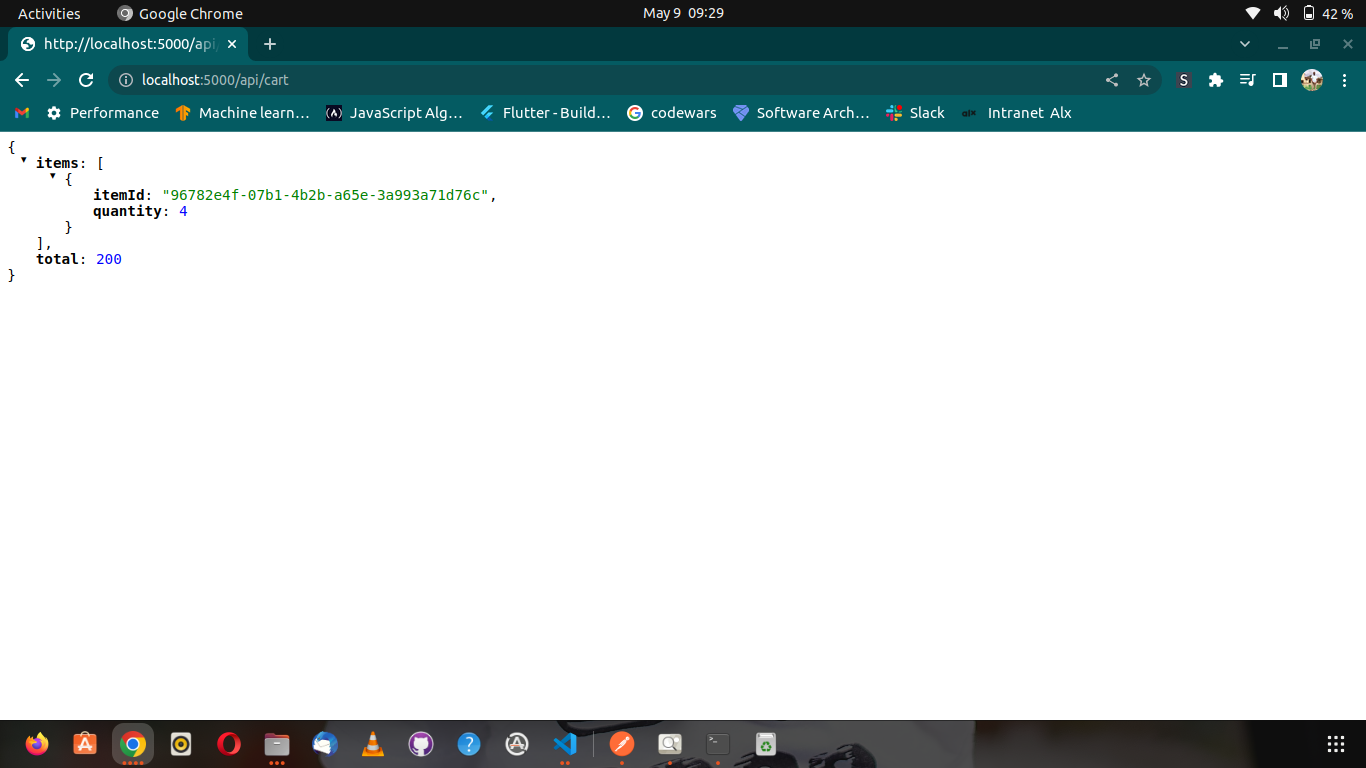 Activities Google Chrome May 9 09:29 42 %
http://localhost:5000/api
localhost:5000/api/cart S
Performance Machine learn… JavaScript Alg… Flutter - Build… codewars Software Arch… Slack alx Intranet Alx
{
items: [
{
itemId: "96782e4f-07b1-4b2b-a65e-3a993a71d76c",
quantity: 4
}
],
total: 200
}